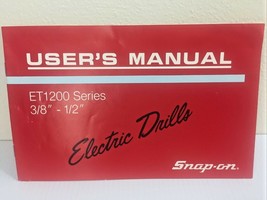 USER'S MANUAL
ET1200 Series
3/8" - 1/2"
Electric Drills
Snap-on